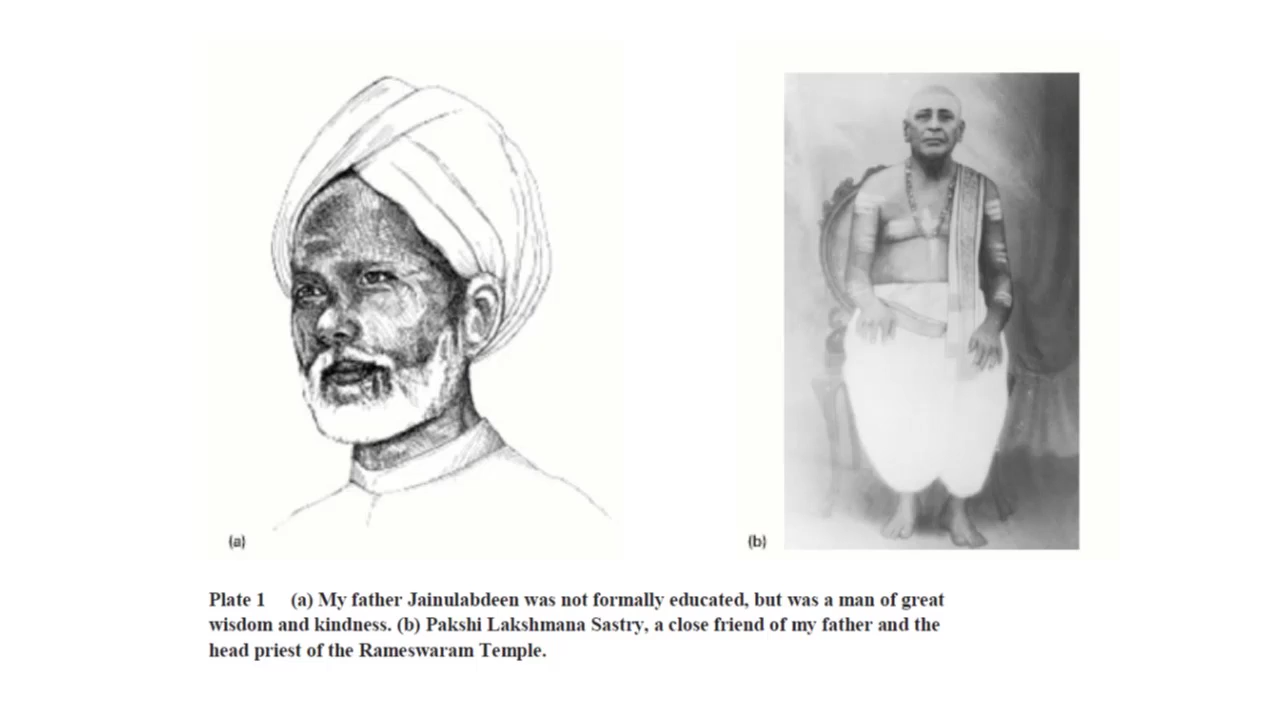 (a)
(b)
Plate 1 (a) My father Jainulabdeen was not formally educated, but was a man of great
wisdom and kindness. (b) Pakshi Lakshmana Sastry, a close friend of my father and the
head priest of the Rameswaram Temple.